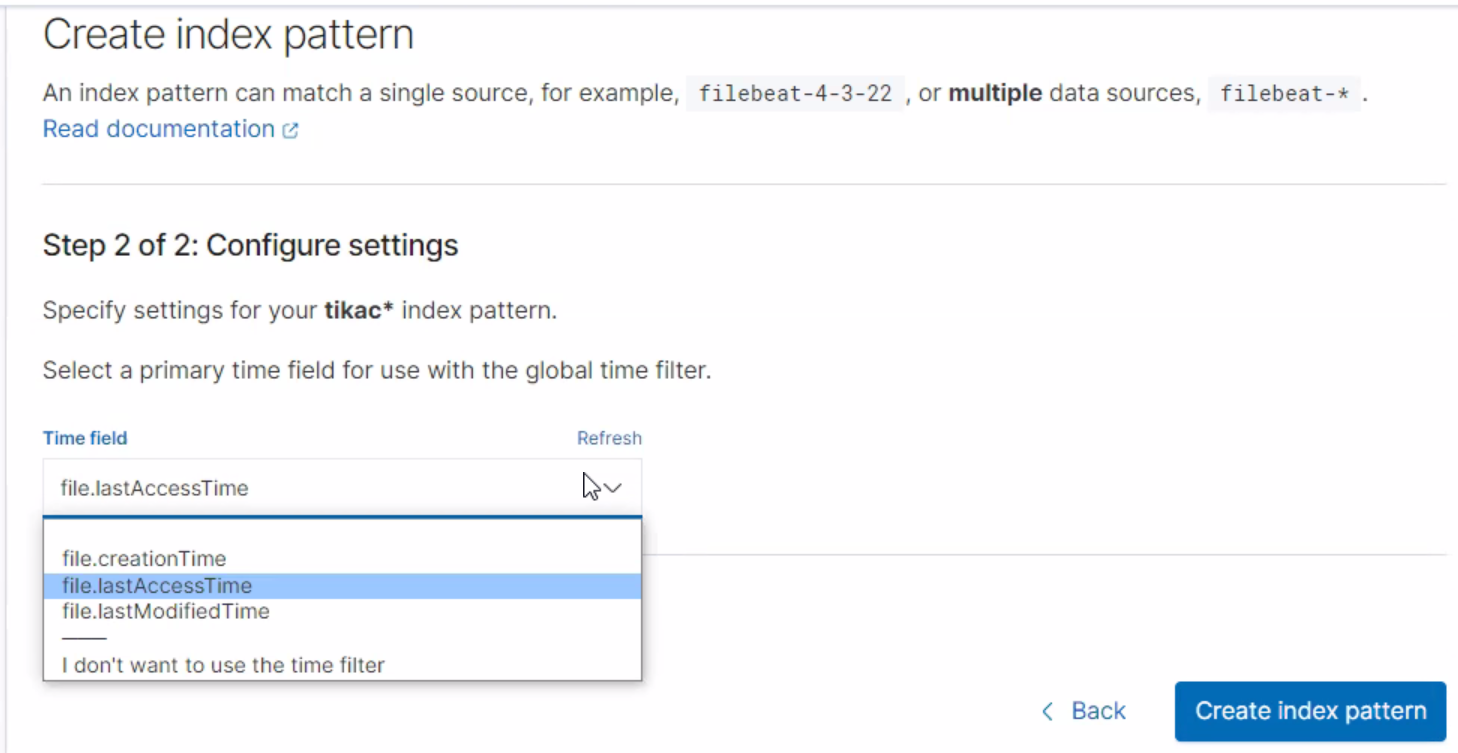 Create index pattern
An index pattern can match a single source, for example, filebeat-4-3-22 , or multiple data sources, filebeat-* .
Read documentation
Step 2 of 2: Configure settings
Specify settings for your tikac* index pattern.
Select a primary time field for use with the global time filter.
Time field Refresh
file.lastAccessTime
file.creationTime
file.lastAccessTime
file.lastModifiedTime
I don't want to use the time filter
Back Create index pattern